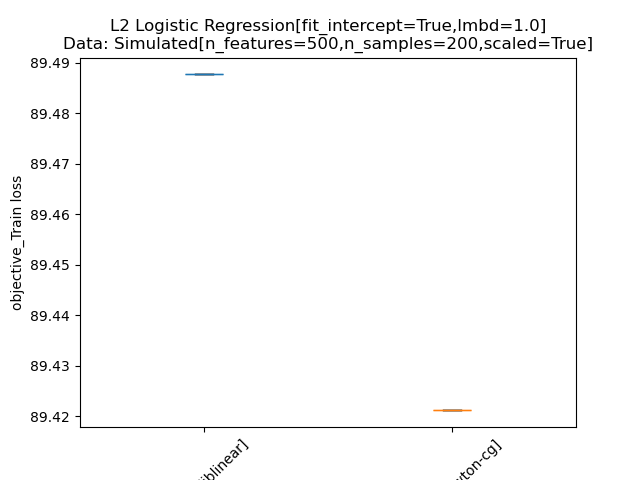 L2 Logistic Regression[fit_intercept=True,lmbd=1.0]
Data: Simulated[n_features=500,n_samples=200,scaled=True]
89.49
89.48
89.47
89.46
89.45
89.44
89.43
89.42
objective_Train loss
iblinear]
ton-cg]